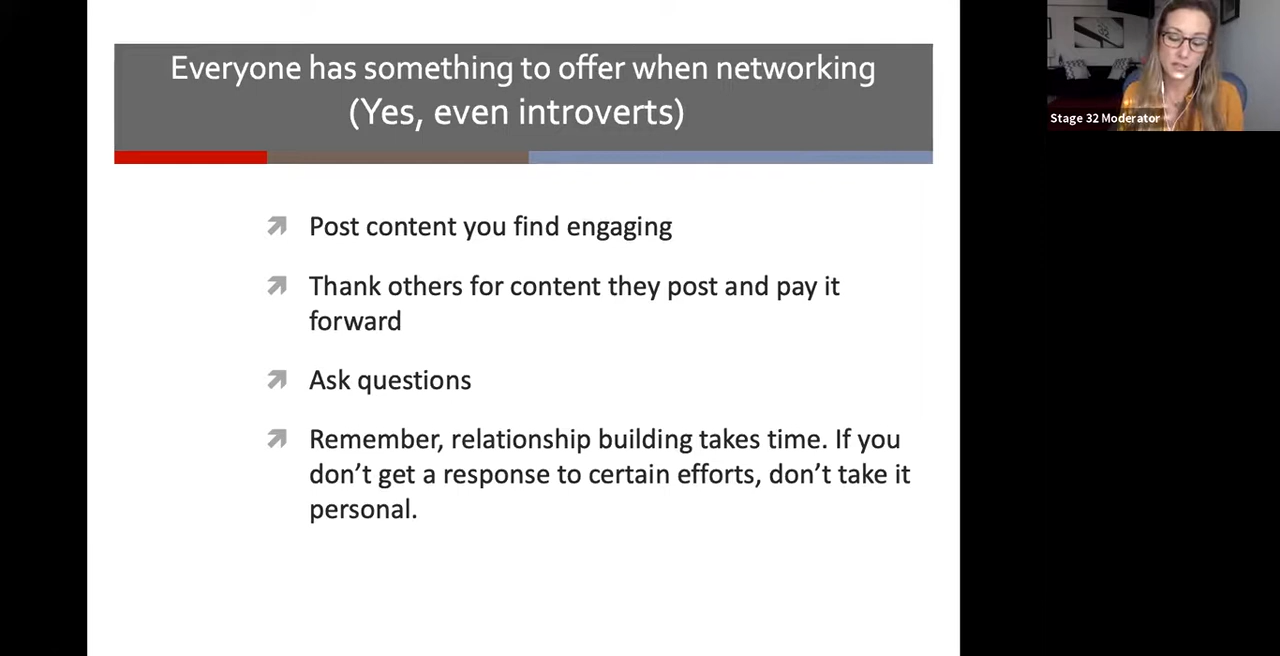 Everyone has something to offer when networking
(Yes, even introverts)
Post content you find engaging
Thank others for content they post and pay it
forward
Ask questions
Remember, relationship building takes time. If you
don't get a response to certain efforts, don't take it
personal.
Stage 32 Moderator